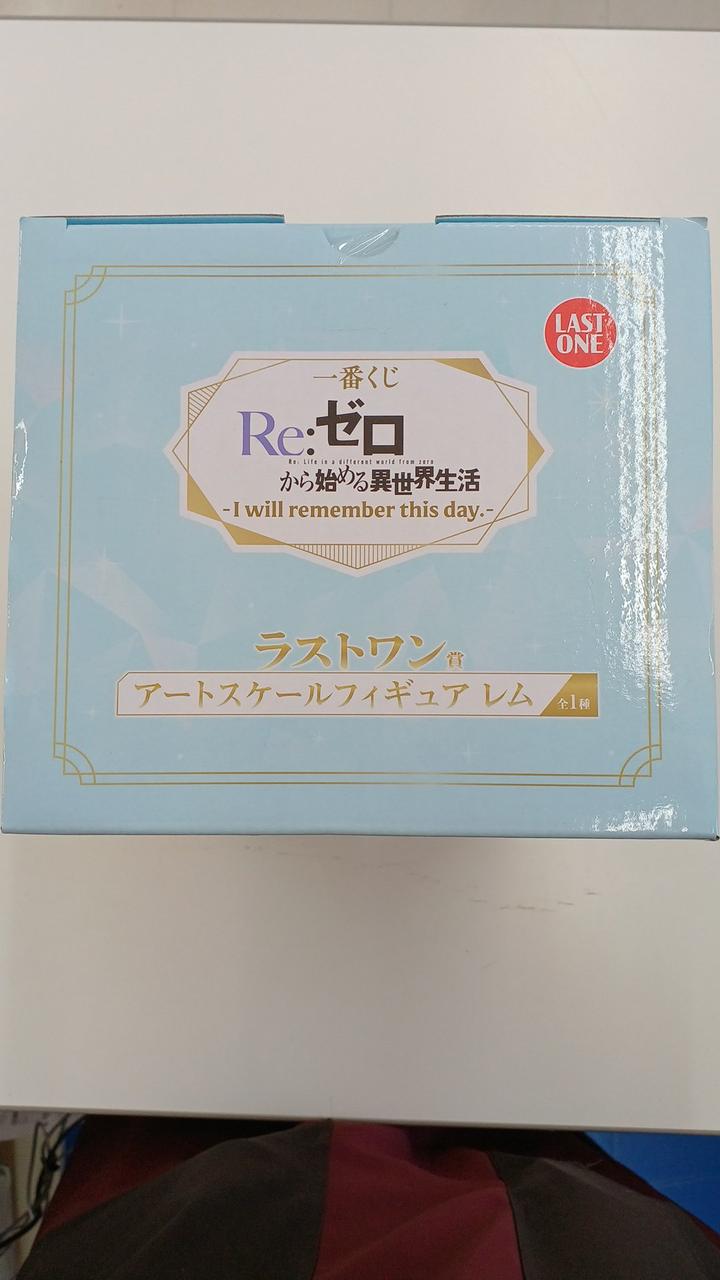 LAST
ONE
一番くじ
Re:ゼロ
Re: Life in a different world from zero
から始める異世界生活
-I will remember this day.-
ラストワン賞
アートスケールフィギュア レム 全1種